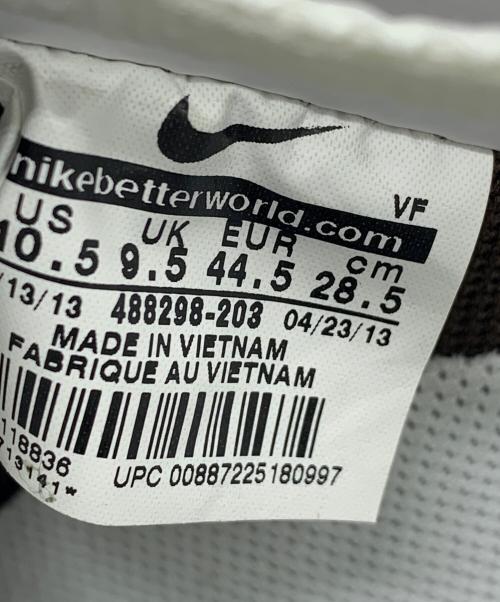 nikebetterworld.com
VF
US UK EUR cm
10.5 9.5 44.5 28.5
/13/13 488298-203 04/23/13
MADE IN VIETNAM
FABRIQUE AU VIETNAM
118836
713141*
UPC 00887225180997